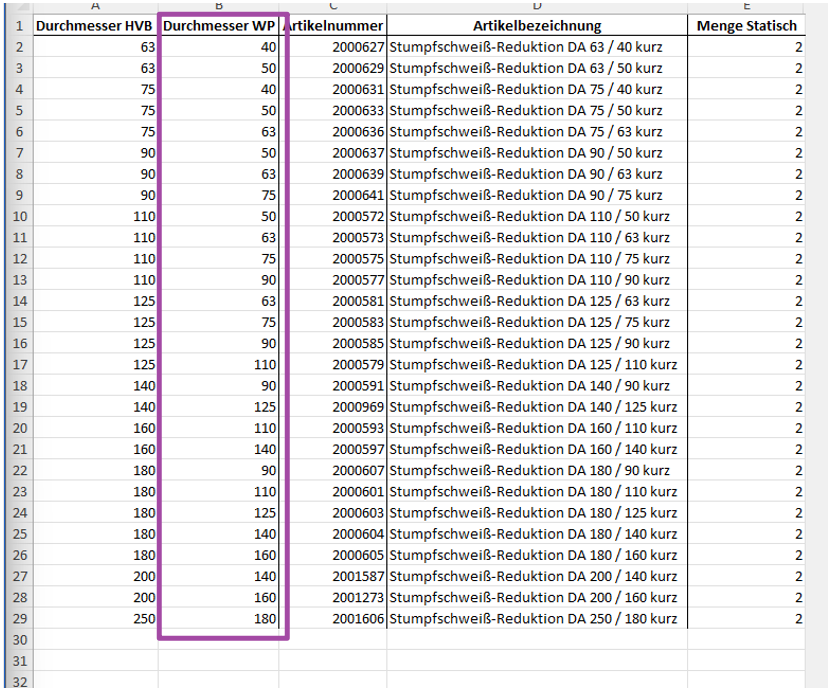 A B C D E
1 Durchmesser HVB Durchmesser WP Artikelnummer Artikelbezeichnung Menge Statisch
2 63 40 2000627 Stumpfschweiß-Reduktion DA 63 / 40 kurz 2
3 63 50 2000629 Stumpfschweiß-Reduktion DA 63 / 50 kurz 2
4 75 40 2000631 Stumpfschweiß-Reduktion DA 75 / 40 kurz 2
5 75 50 2000633 Stumpfschweiß-Reduktion DA 75 / 50 kurz 2
6 75 63 2000636 Stumpfschweiß-Reduktion DA 75 / 63 kurz 2
7 90 50 2000637 Stumpfschweiß-Reduktion DA 90 / 50 kurz 2
8 90 63 2000639 Stumpfschweiß-Reduktion DA 90 / 63 kurz 2
9 90 75 2000641 Stumpfschweiß-Reduktion DA 90 / 75 kurz 2
10 110 50 2000572 Stumpfschweiß-Reduktion DA 110 / 50 kurz 2
11 110 63 2000573 Stumpfschweiß-Reduktion DA 110 / 63 kurz 2
12 110 75 2000575 Stumpfschweiß-Reduktion DA 110 / 75 kurz 2
13 110 90 2000577 Stumpfschweiß-Reduktion DA 110 / 90 kurz 2
14 125 63 2000581 Stumpfschweiß-Reduktion DA 125 / 63 kurz 2
15 125 75 2000583 Stumpfschweiß-Reduktion DA 125 / 75 kurz 2
16 125 90 2000585 Stumpfschweiß-Reduktion DA 125 / 90 kurz 2
17 125 110 2000579 Stumpfschweiß-Reduktion DA 125 / 110 kurz 2
18 140 90 2000591 Stumpfschweiß-Reduktion DA 140 / 90 kurz 2
19 140 125 2000969 Stumpfschweiß-Reduktion DA 140 / 125 kurz 2
20 160 110 2000593 Stumpfschweiß-Reduktion DA 160 / 110 kurz 2
21 160 140 2000597 Stumpfschweiß-Reduktion DA 160 / 140 kurz 2
22 180 90 2000607 Stumpfschweiß-Reduktion DA 180 / 90 kurz 2
23 180 110 2000601 Stumpfschweiß-Reduktion DA 180 / 110 kurz 2
24 180 125 2000603 Stumpfschweiß-Reduktion DA 180 / 125 kurz 2
25 180 140 2000604 Stumpfschweiß-Reduktion DA 180 / 140 kurz 2
26 180 160 2000605 Stumpfschweiß-Reduktion DA 180 / 160 kurz 2
27 200 140 2001587 Stumpfschweiß-Reduktion DA 200 / 140 kurz 2
28 200 160 2001273 Stumpfschweiß-Reduktion DA 200 / 160 kurz 2
29 250 180 2001606 Stumpfschweiß-Reduktion DA 250 / 180 kurz 2
30
31
32